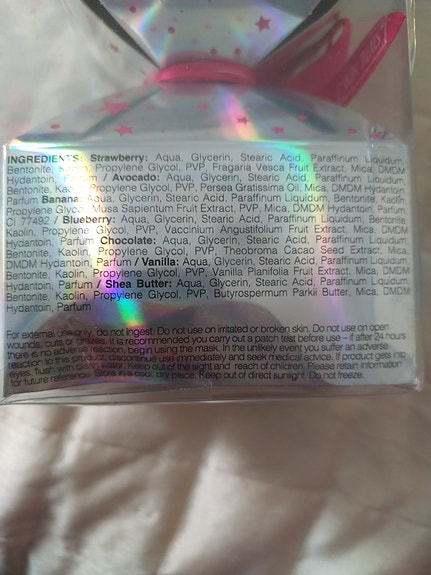 INGREDIENTS: Strawberry: Aqua, Glycerin, Stearic Acid, Paraffinum Liquidum,
Bentonite, Kaolin, Propylene Glycol, PVP, Fragaria Vesca Fruit Extract, Mica, DMDM
Hydantoin, Parfum / Avocado: Aqua, Glycerin, Stearic Acid, Paraffinum Liquidum,
Bentonite, Kaolin, Propylene Glycol, PVP, Persea Gratissima Oil, Mica, DMDM Hydantoin,
Parfum Banana: Aqua, Glycerin, Stearic Acid, Paraffinum Liquidum, Bentonite, Kaolin,
Propylene Glycol, Musa Sapientum Fruit Extract, PVP, Mica, DMDM Hydantoin, Parfum,
CI 77492 / Blueberry: Aqua, Glycerin, Stearic Acid, Paraffinum Liquidum, Bentonite,
Kaolin, Propylene Glycol, PVP, Vaccinium Angustifolium Fruit Extract, Mica, DMDM
Hydantoin, Parfum Chocolate: Aqua, Glycerin, Stearic Acid, Paraffinum Liquidum,
Bentonite, Kaolin, Propylene Glycol, PVP, Theobroma Cacao Seed Extract, Mica,
DMDM Hydantoin, Parfum / Vanilla: Aqua, Glycerin, Stearic Acid, Paraffinum Liquidum,
Bentonite, Kaolin, Propylene Glycol, PVP, Vanilla Planifolia Fruit Extract, Mica, DMDM
Hydantoin, Parfum / Shea Butter: Aqua, Glycerin, Stearic Acid, Paraffinum Liquidum,
Bentonite, Kaolin, Propylene Glycol, PVP, Butyrospermum Parkii Butter, Mica, DMDM
Hydantoin, Parfum
For external use only, do not ingest. Do not use on irritated or broken skin. Do not use on open
wounds, cuts or grazes. it is recommended you carry out a patch test before use – if after 24 hours
there is no adverse reaction, begin using the mask. In the unlikely event you suffer an adverse
reaction to this product, discontinue use immediately and seek medical advice. If product gets into
eyes, flush with clean water. Keep out of the sight and reach of children. Please retain information
for future reference. Store in a cool, dry place. Keep out of direct sunlight. Do not freeze.